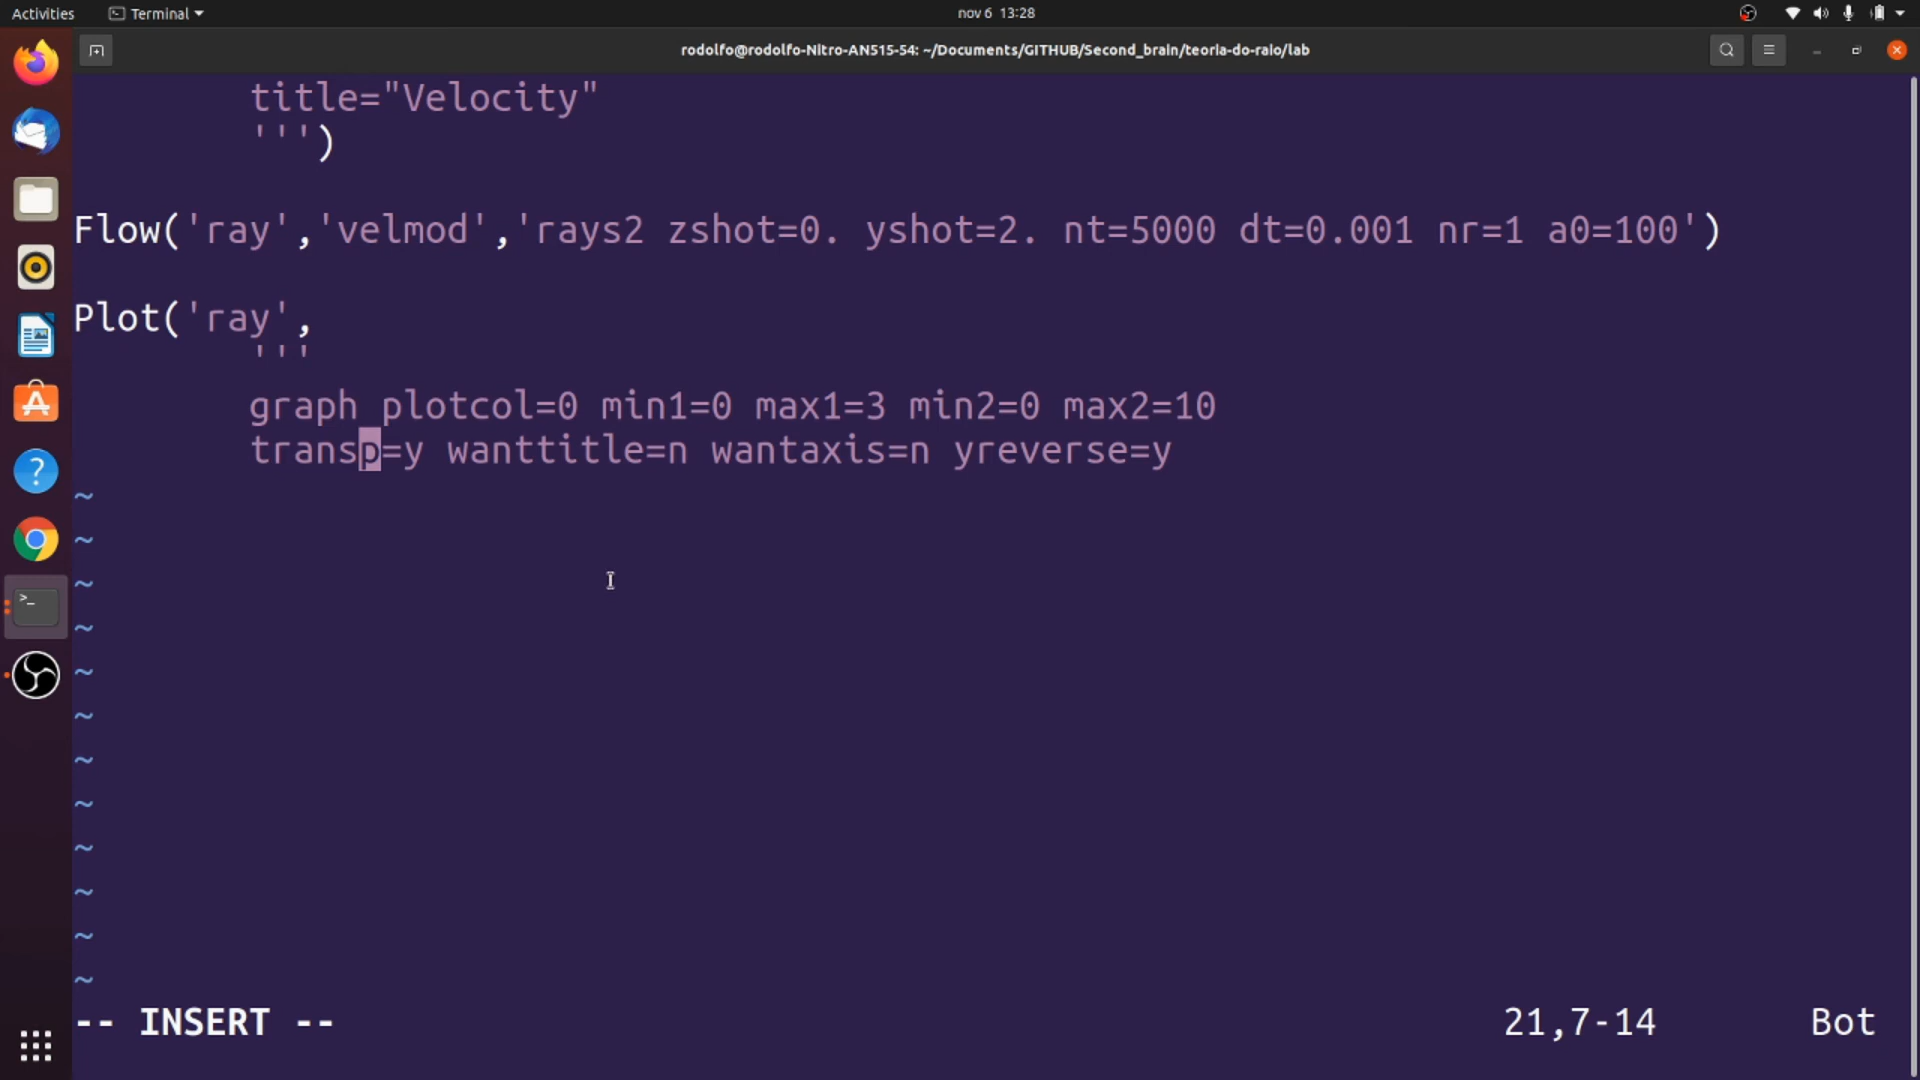 Activities
Terminal
nov 6 13:28
rodolfo@rodolfo-Nitro-AN515-54: ~/Documents/GITHUB/Second_brain/teoria-do-raio/lab
title="Velocity"
''')
Flow('ray','velmod','rays2 zshot=0. yshot=2. nt=5000 dt=0.001 nr=1 a0=100')
Plot('ray',
'''
graph plotcol=0 min1=0 max1=3 min2=0 max2=10
transp=y wanttitle=n wantaxis=n yreverse=y
~
~
~
~
~
~
~
~
~
~
~
~
-- INSERT --
21,7-14
Bot